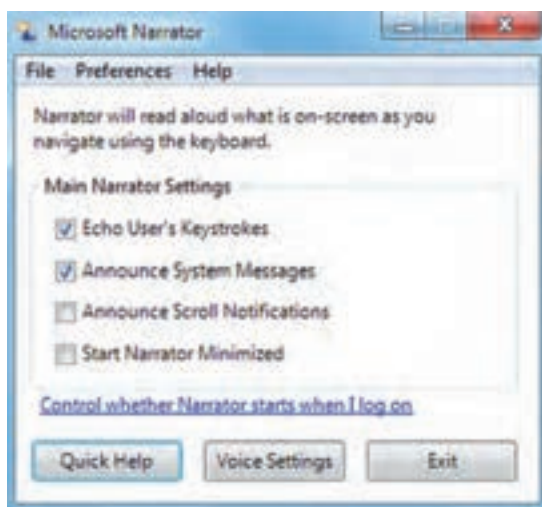 Microsoft Narrator
File Preferences Help
Narrator will read aloud what is on-screen as you
navigate using the keyboard.
Main Narrator Settings
Echo User's Keystrokes
Announce System Messages
Announce Scroll Notifications
Start Narrator Minimized
Control whether Narrator starts when I log on
Quick Help Voice Settings Exit